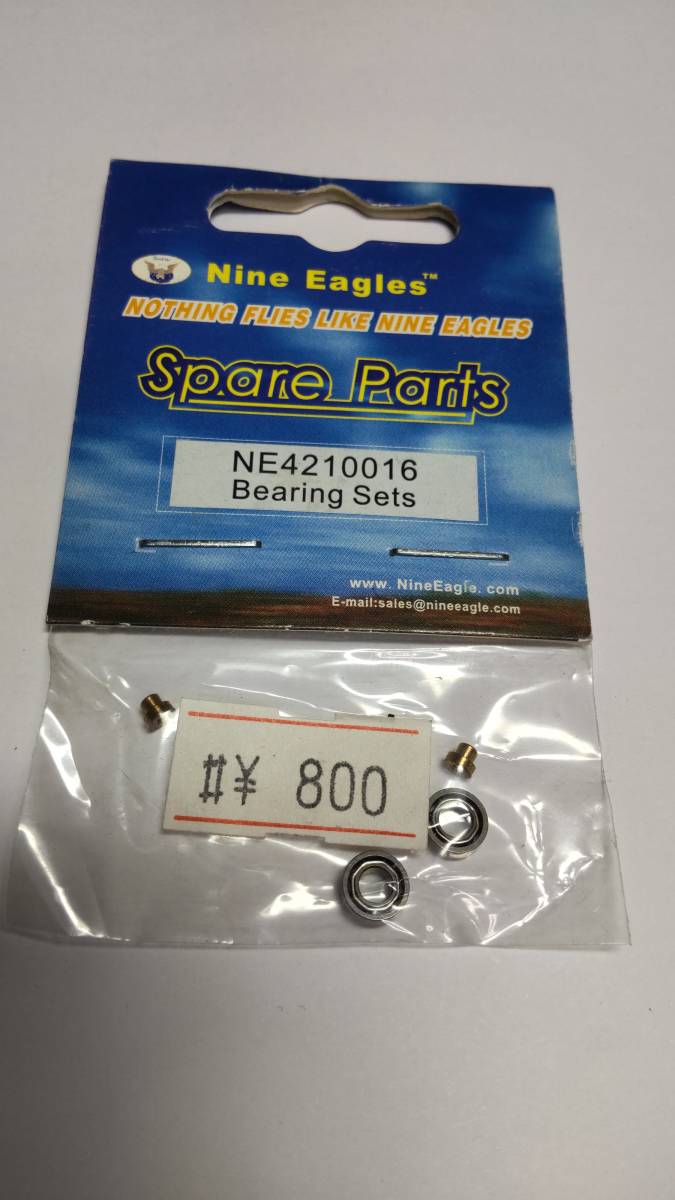 Nine Eagles™
NOTHING FLIES LIKE NINE EAGLES
Spare Parts
NE4210016
Bearing Sets
www. NineEagle. com
E-mail:sales@nineeagle.com
#¥ 800